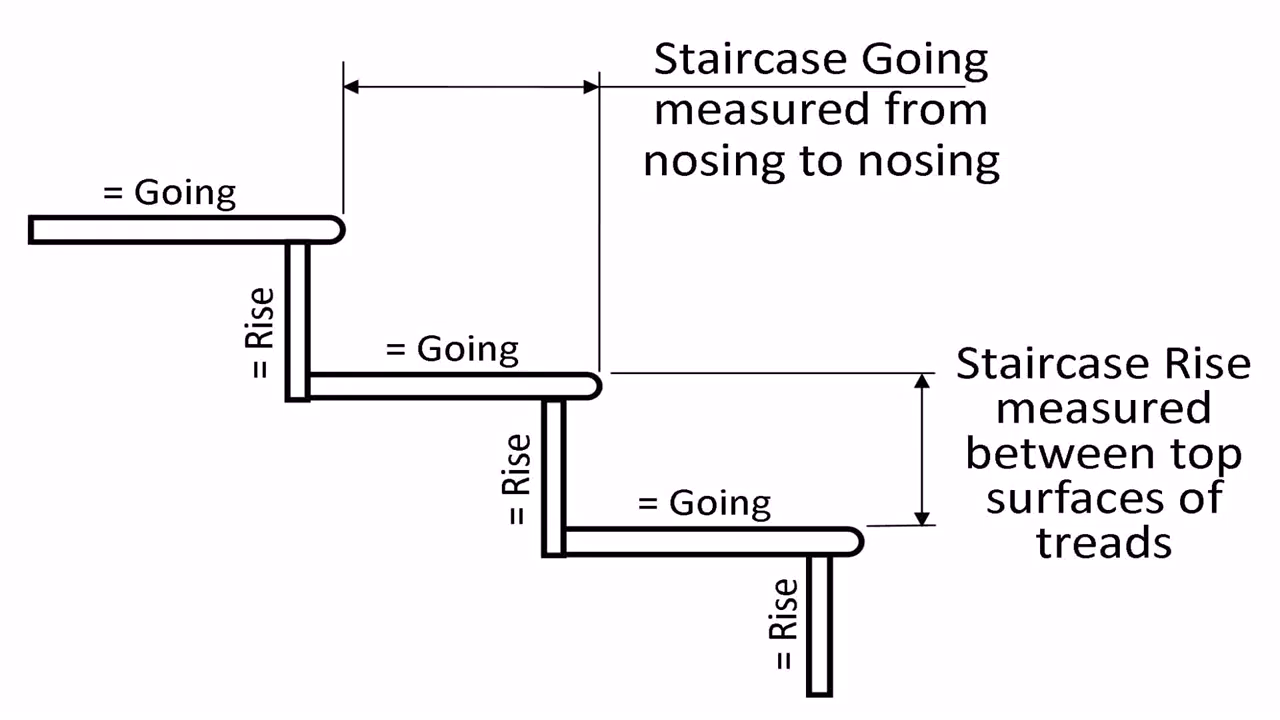 Staircase Going
measured from
nosing to nosing
= Going
= Rise
= Going
Staircase Rise
measured
between top
surfaces of
treads
= Rise
= Going
= Rise